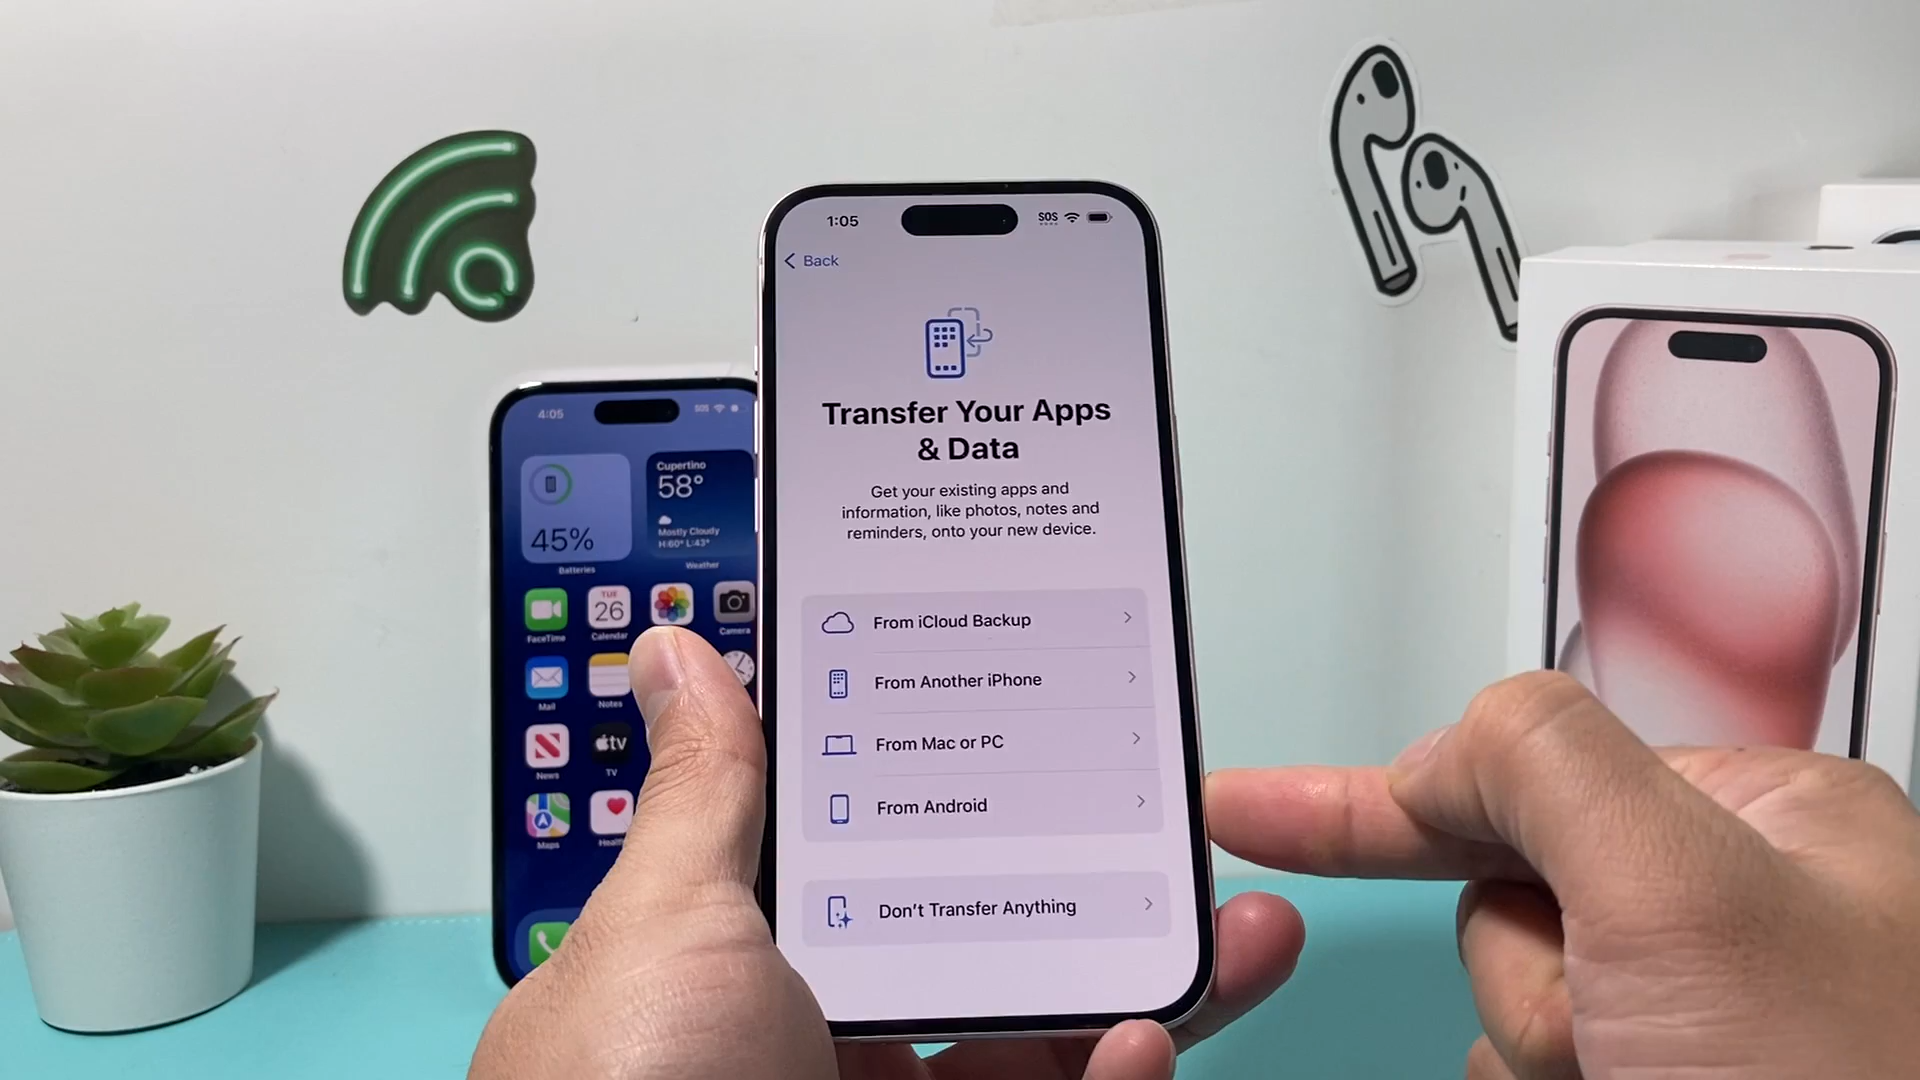 1:05
SOS
Back
Transfer Your Apps
& Data
Get your existing apps and
information, like photos, notes and
reminders, onto your new device.
From iCloud Backup
From Another iPhone
From Mac or PC
From Android
Don't Transfer Anything
4:05
SOS
45%
Batteries
Cupertino
58°
Mostly Cloudy
H:60° L:43°
Weather
FaceTime
TUE
26
Calendar
Camera
Mail
Notes
News
tv
TV
Maps